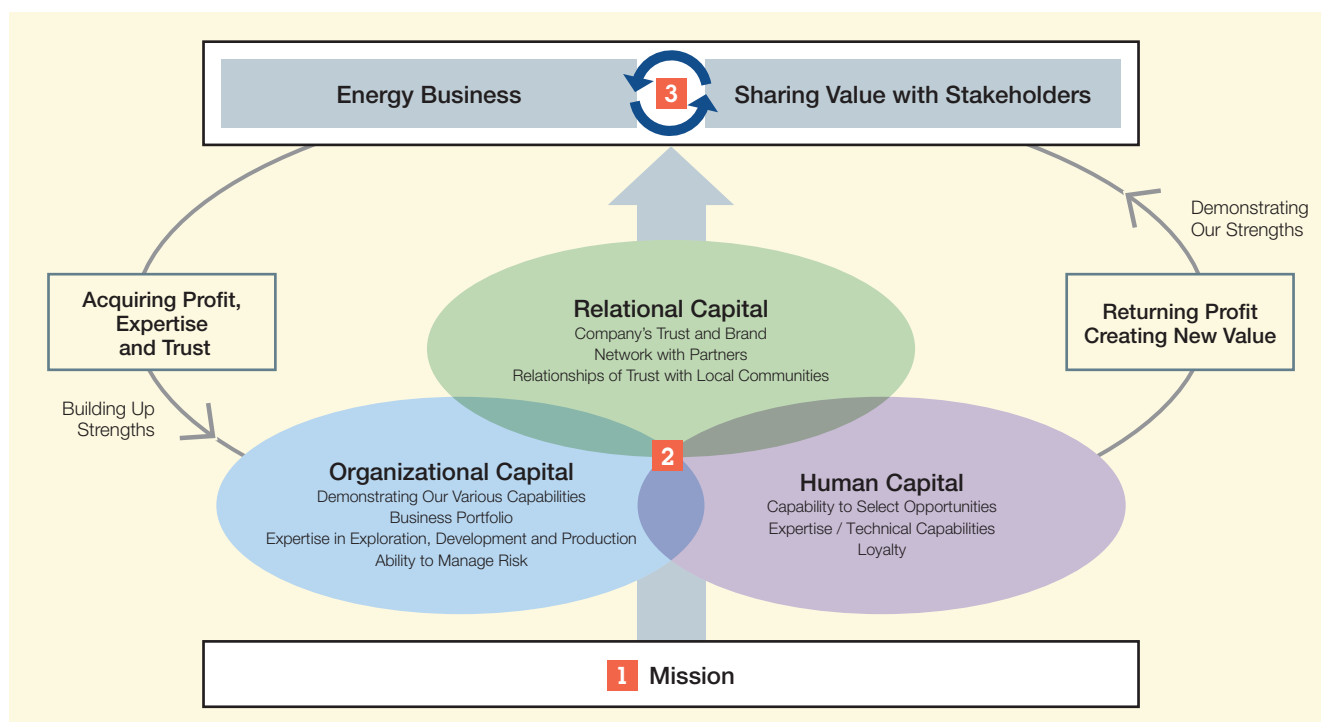 Energy Business
3
Sharing Value with Stakeholders
Demonstrating
Our Strengths
Acquiring Profit,
Expertise
and Trust
Relational Capital
Company's Trust and Brand
Network with Partners
Relationships of Trust with Local Communities
Returning Profit
Creating New Value
Building Up
Strengths
2
Organizational Capital
Demonstrating Our Various Capabilities
Business Portfolio
Expertise in Exploration, Development and Production
Ability to Manage Risk
Human Capital
Capability to Select Opportunities
Expertise / Technical Capabilities
Loyalty
1 Mission